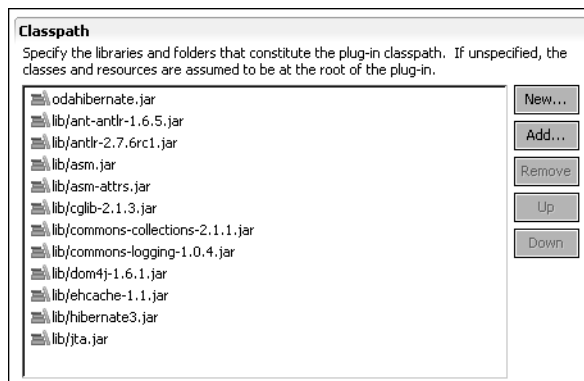 Classpath
Specify the libraries and folders that constitute the plug-in classpath. If unspecified, the
classes and resources are assumed to be at the root of the plug-in.
odahibernate.jar
lib/ant-antlr-1.6.5.jar
lib/antlr-2.7.6rc1.jar
lib/asm.jar
lib/asm-attrs.jar
lib/cglib-2.1.3.jar
lib/commons-collections-2.1.1.jar
lib/commons-logging-1.0.4.jar
lib/dom4j-1.6.1.jar
lib/ehcache-1.1.jar
lib/hibernate3.jar
lib/jta.jar
New...
Add...
Remove
Up
Down